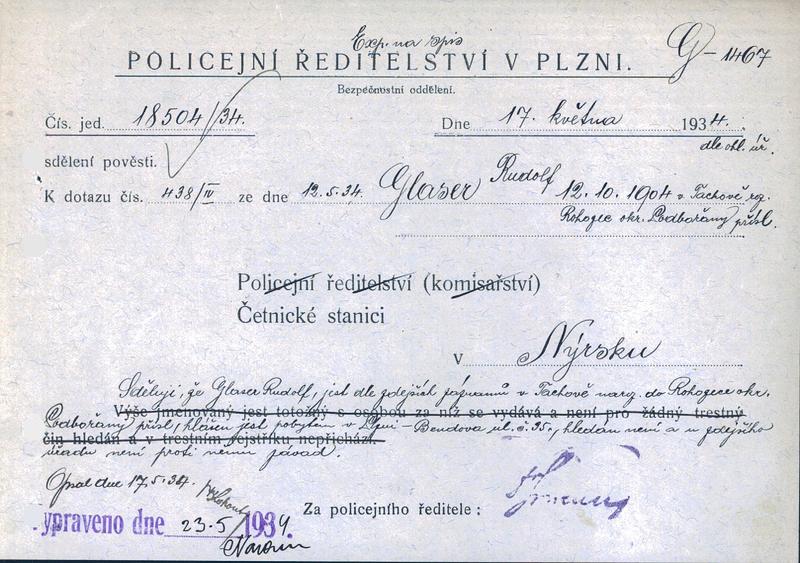 Exp. na spis
POLICEJNÍ ŘEDITELSTVÍ V PLZNI.
G-1467
Bezpečnostní oddělení.
Čís. jed. 18504/34.
Dne 17. května 1934.
dle ohl. úř.
sdělení pověsti.
K dotazu čís. 438/IV ze dne 12.5.34. Glaser Rudolf 12.10.1904 v Tachově
Rohozec okr. Podbořany přísl.
Policejní ředitelství (komisařství)
Četnické stanici
v Nýrsku
Sděluji, že Glaser Rudolf, jest dle zdejších záznamů v Tachově nar. do Rohozece okr.
Výše jmenovaný jest totožný s osobou za niž se vydává a není pro žádný trestný
Podbořany přísl., hlášen jest pobytem v Plzni - Bendova ul. č. 35., hledán není a u zdejšího
čin hledán a v trestním rejstříku nepřichází.
úřadu není proti němu závad.
Opsal dne 17.5.34.
Za policejního ředitele:
vypraveno dne 23.5/1934